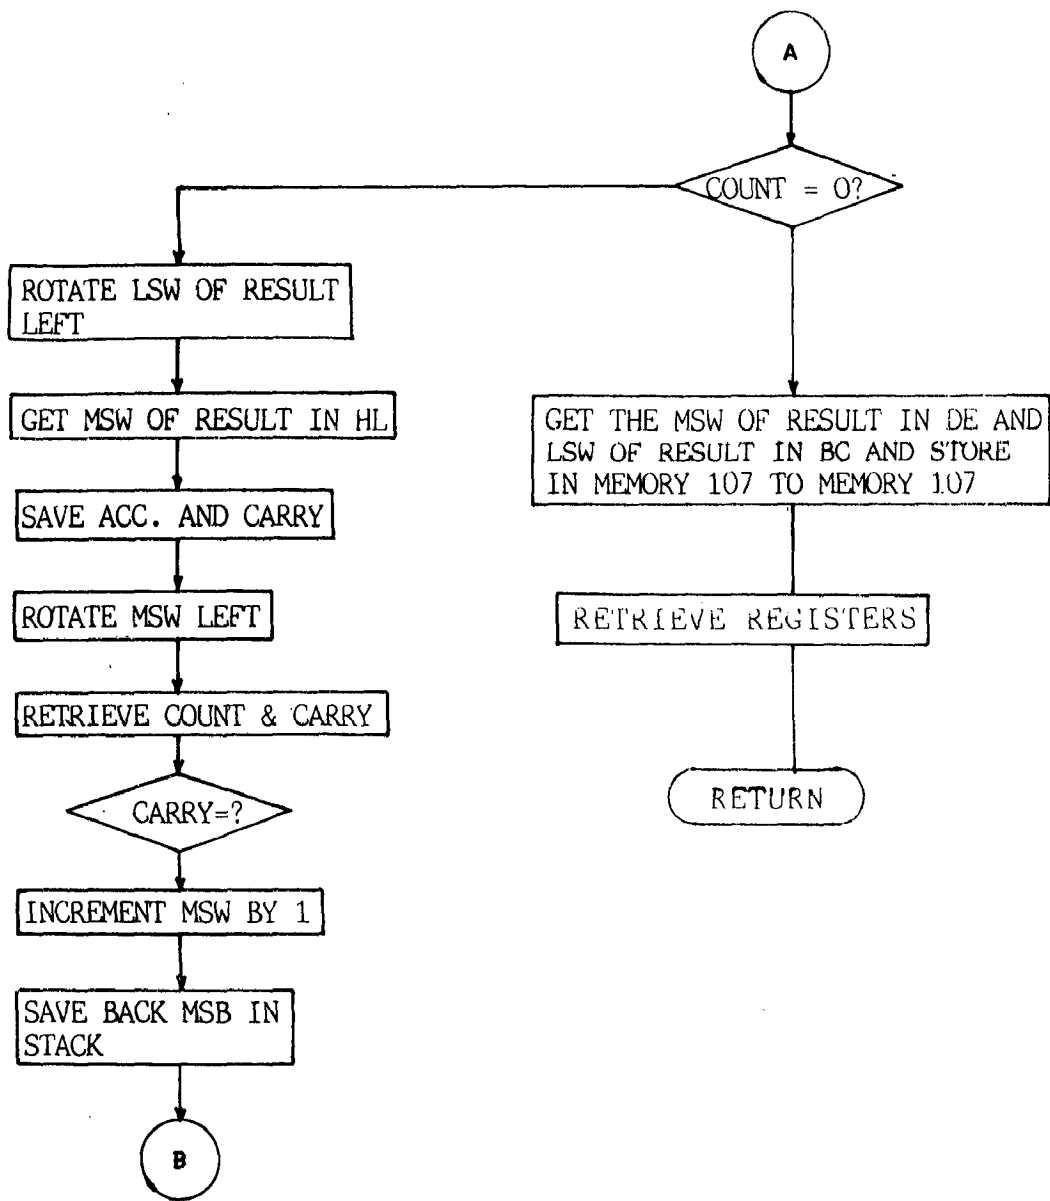 A
COUNT = 0?
ROTATE LSW OF RESULT
LEFT
GET MSW OF RESULT IN HL
SAVE ACC. AND CARRY
ROTATE MSW LEFT
RETRIEVE COUNT & CARRY
CARRY=?
INCREMENT MSW BY 1
SAVE BACK MSB IN
STACK
B
GET THE MSW OF RESULT IN DE AND
LSW OF RESULT IN BC AND STORE
IN MEMORY 107 TO MEMORY 107
RETRIEVE REGISTERS
RETURN